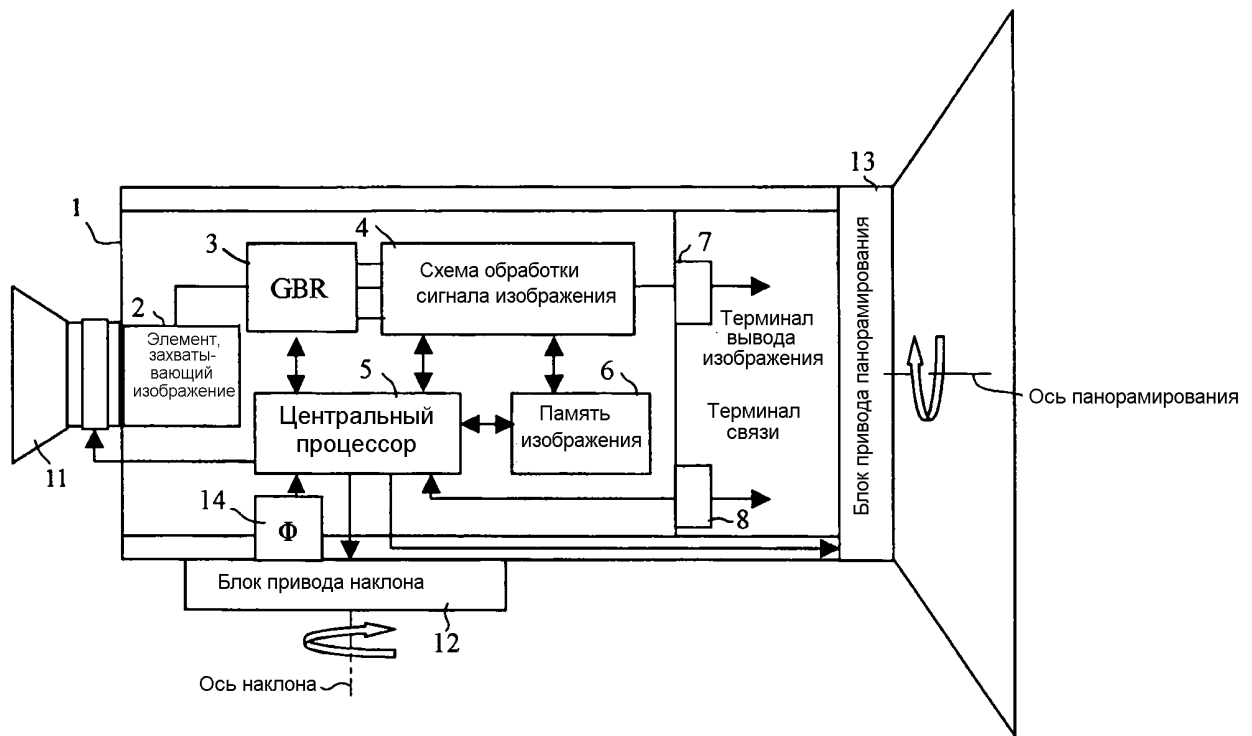 13
1
3
4
7
GBR
Схема обработки
сигнала изображения
2
Элемент,
захваты-
вающий
изображение
Терминал
вывода
изображения
Блок привода панорамирования
Ось панорамирования
5
6
Центральный
процессор
Память
изображения
Терминал
связи
11
14
Ф
8
Блок привода наклона
12
Ось наклона